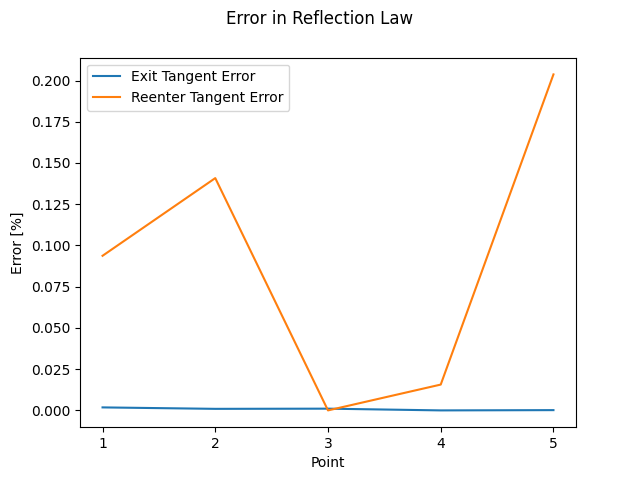 Error in Reflection Law
Exit Tangent Error
Reenter Tangent Error
0.200
0.175
0.150
0.125
0.100
0.075
0.050
0.025
0.000
Error [%]
1 2 3 4 5
Point